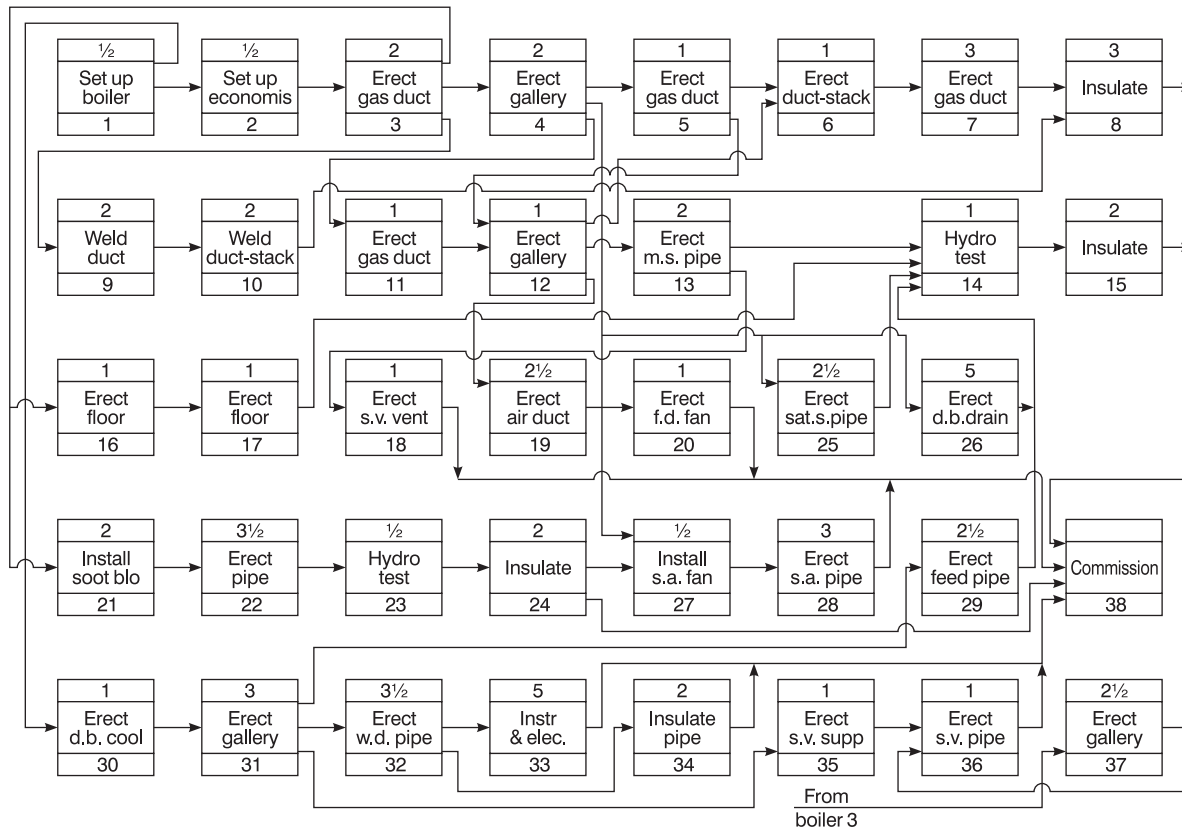 ½
Set up
boiler
1
½
Set up
economis
2
2
Erect
gas duct
3
2
Erect
gallery
4
1
Erect
gas duct
5
1
Erect
duct-stack
6
3
Erect
gas duct
7
3
Insulate
8
2
Weld
duct
9
2
Weld
duct-stack
10
1
Erect
gas duct
11
1
Erect
gallery
12
2
Erect
m.s. pipe
13
1
Hydro
test
14
2
Insulate
15
1
Erect
floor
16
1
Erect
floor
17
1
Erect
s.v. vent
18
2½
Erect
air duct
19
1
Erect
f.d. fan
20
2½
Erect
sat.s.pipe
25
5
Erect
d.b.drain
26
2
Install
soot blo
21
3½
Erect
pipe
22
½
Hydro
test
23
2
Insulate
24
½
Install
s.a. fan
27
3
Erect
s.a. pipe
28
2½
Erect
feed pipe
29
Commission
38
1
Erect
d.b. cool
30
3
Erect
gallery
31
3½
Erect
w.d. pipe
32
5
Instr
& elec.
33
2
Insulate
pipe
34
1
Erect
s.v. supp
35
1
Erect
s.v. pipe
36
2½
Erect
gallery
37
From
boiler 3